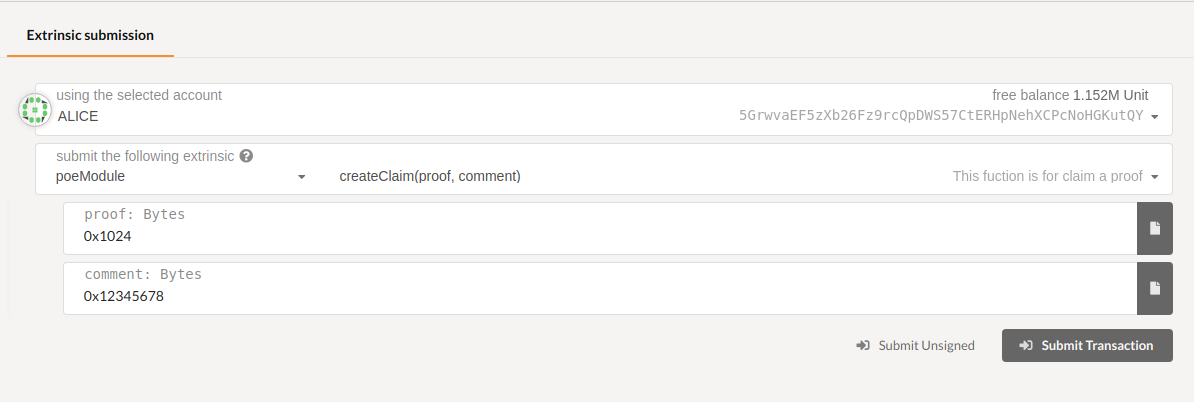 Extrinsic submission
using the selected account free balance 1.152M Unit
ALICE 5GrwvaEF5zXb26Fz9rcQpDWS57CtERHpNehXCPcNoHGKutQY
submit the following extrinsic
poeModule createClaim(proof, comment) This fuction is for claim a proof
proof: Bytes
0x1024
comment: Bytes
0x12345678
Submit Unsigned Submit Transaction